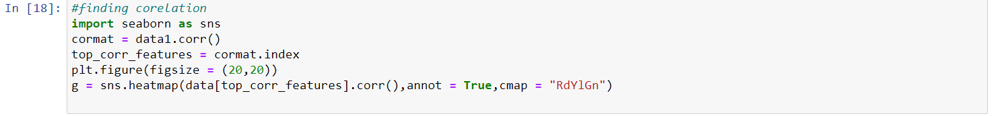 In [18]: #finding corelation
import seaborn as sns
cormat = data1.corr()
top_corr_features = cormat.index
plt.figure(figsize = (20,20))
g = sns.heatmap(data[top_corr_features].corr(),annot = True,cmap = "RdYlGn")